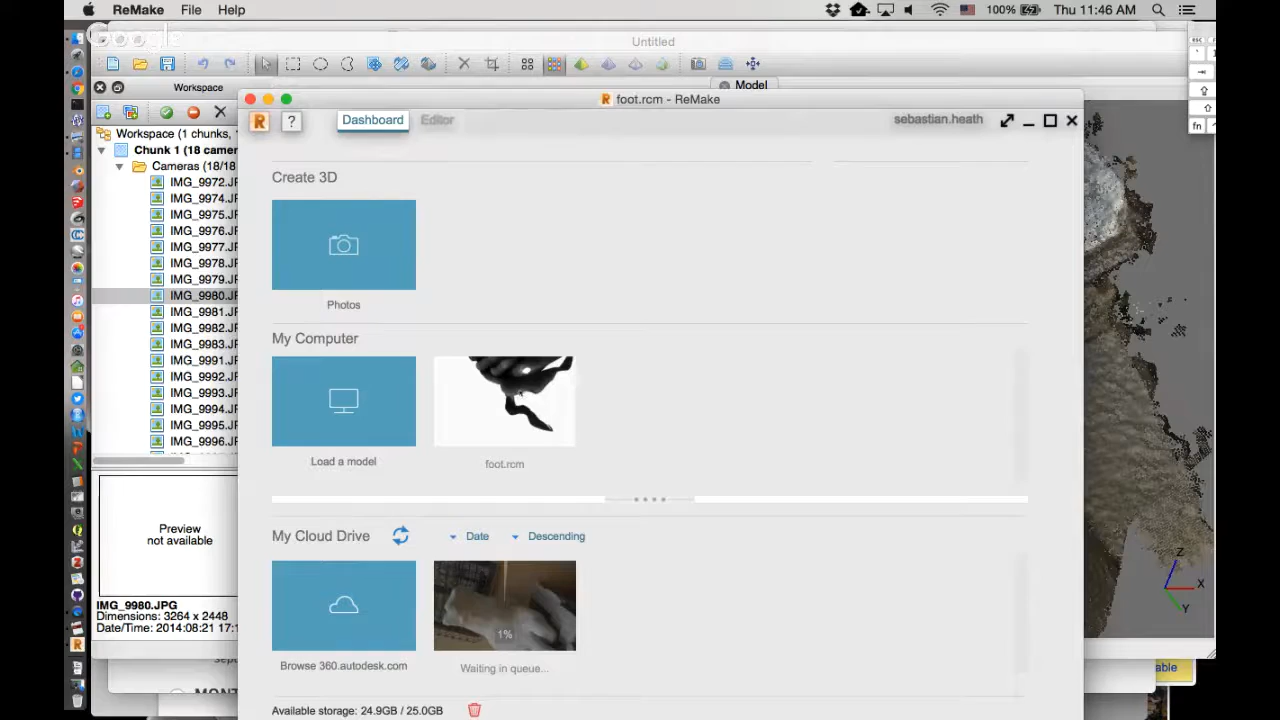 ReMake File Help 100% Thu 11:46 AM
Google
Untitled
Workspace
Model
foot.rcm - ReMake
R ? Dashboard Editor sebastian.heath
Workspace (1 chunks,
Chunk 1 (18 camer
Cameras (18/18
IMG_9972.JP
IMG_9974.JP
IMG_9975.JP
IMG_9976.JP
IMG_9977.JP
IMG_9978.JP
IMG_9979.JP
IMG_9980.JP
IMG_9981.JP
IMG_9982.JP
IMG_9983.JP
IMG_9991.JP
IMG_9992.JP
IMG_9993.JP
IMG_9994.JP
IMG_9995.JP
IMG_9996.JP
Preview
not available
IMG_9980.JPG
Dimensions: 3264 x 2448
Date/Time: 2014:08:21 17:1
Create 3D
Photos
My Computer
Load a model
foot.rcm
My Cloud Drive Date Descending
1%
Browse 360.autodesk.com
Waiting in queue...
Available storage: 24.9GB / 25.0GB
esc
fn
Z
X
Y
able